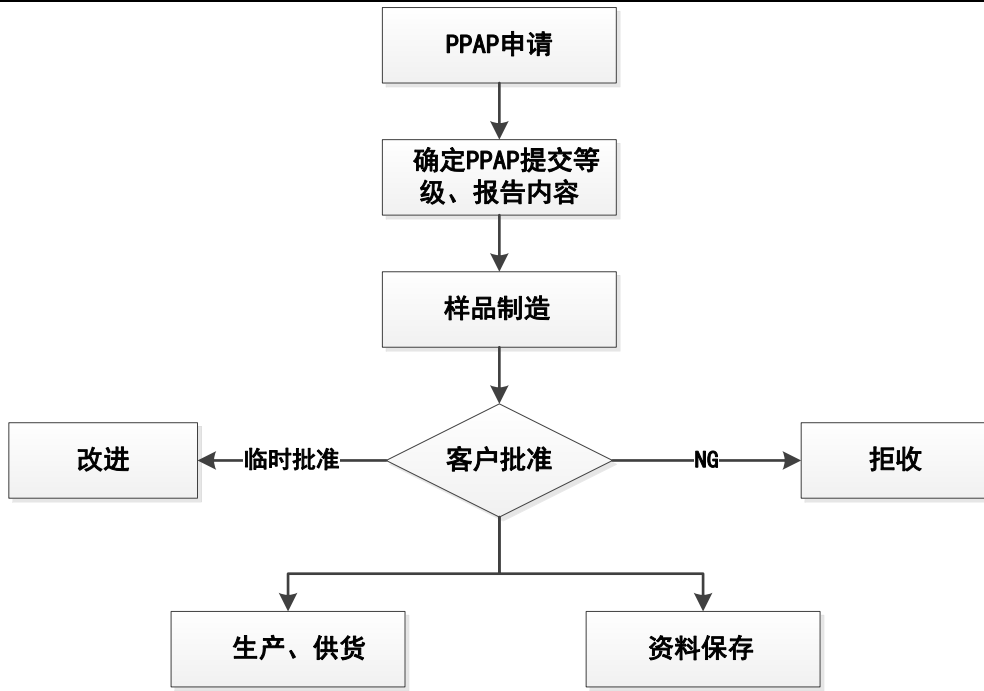 PPAP申请
确定PPAP提交等
级、报告内容
样品制造
改进
临时批准
客户批准
NG
拒收
生产、供货
资料保存